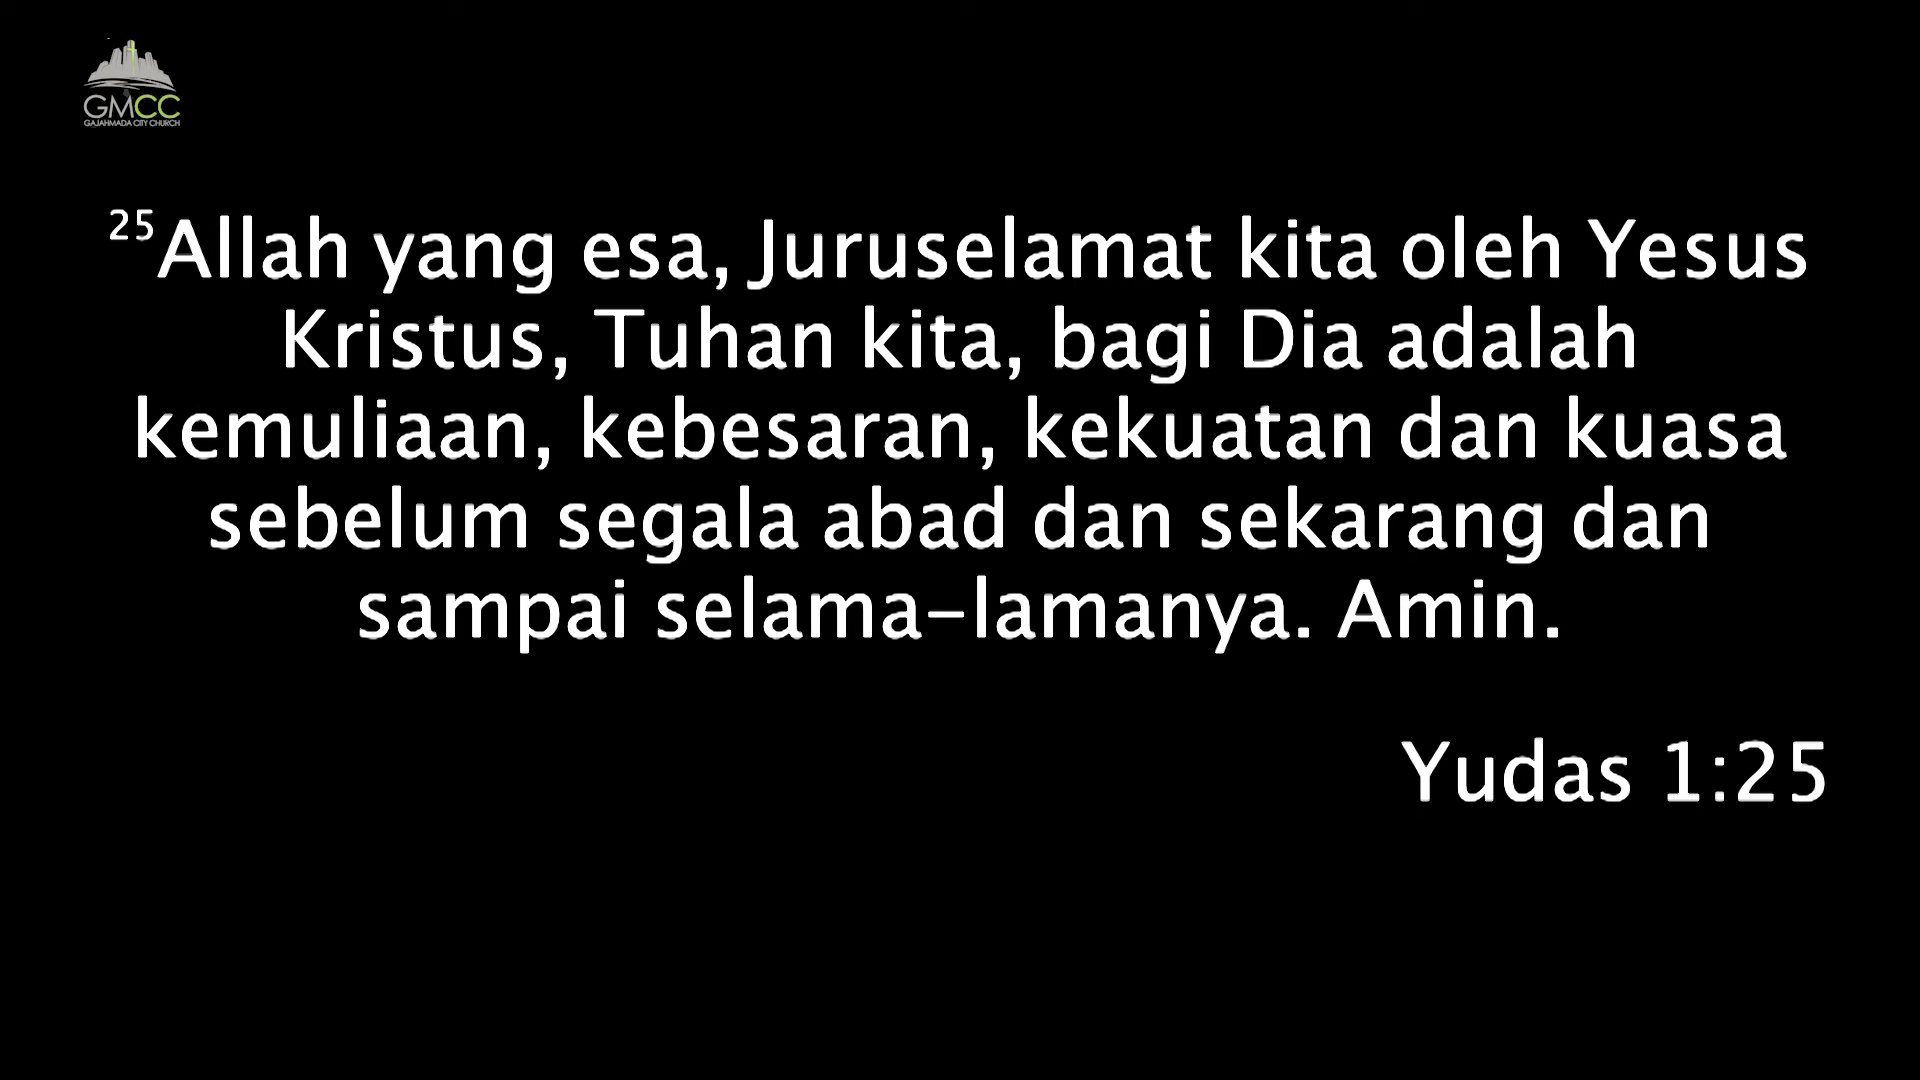 GMCC
GAJAHMADA CITY CHURCH
²⁵Allah yang esa, Juruselamat kita oleh Yesus
Kristus, Tuhan kita, bagi Dia adalah
kemuliaan, kebesaran, kekuatan dan kuasa
sebelum segala abad dan sekarang dan
sampai selama-lamanya. Amin.
Yudas 1:25